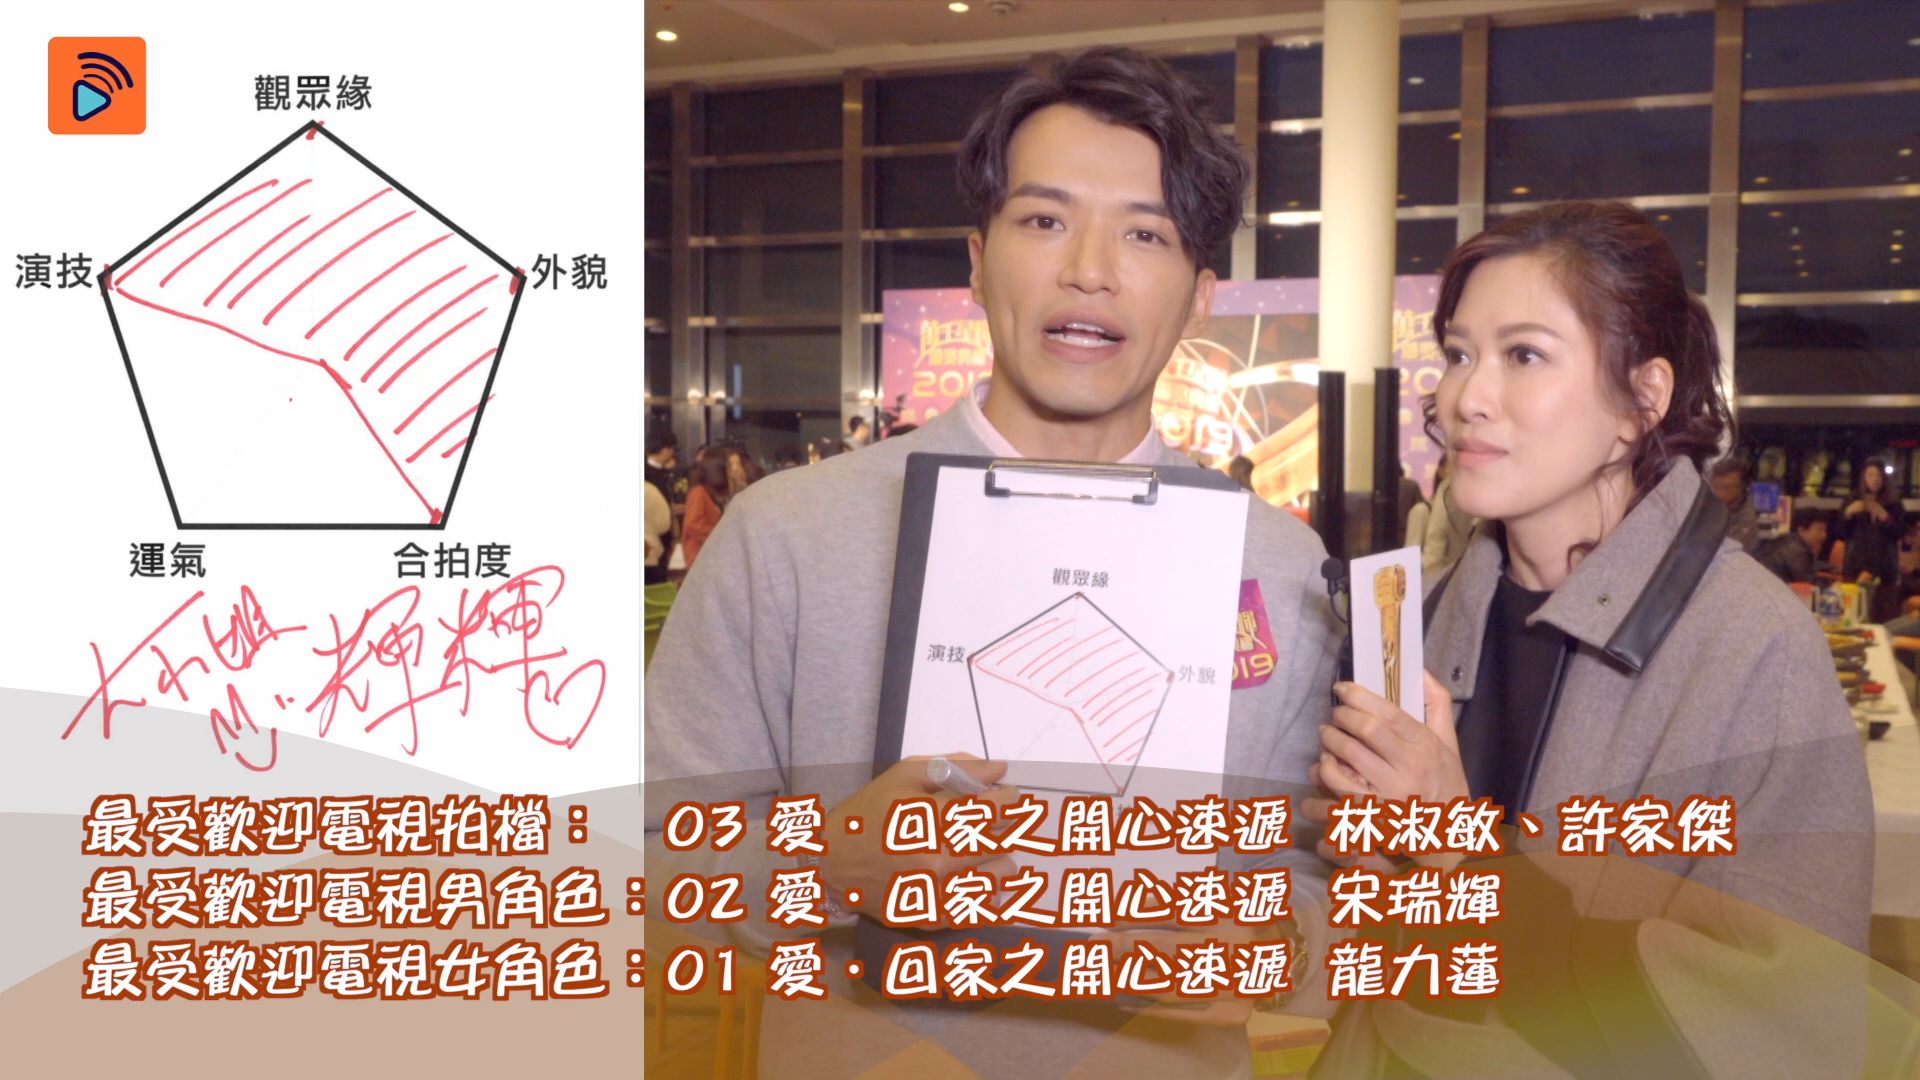 觀眾緣
演技
外貌
運氣
合拍度
觀眾緣
演技
外貌
2019
最受歡迎電視拍檔： 03 愛．回家之開心速遞 林淑敏、許家傑
最受歡迎電視男角色：02 愛．回家之開心速遞 宋瑞輝
最受歡迎電視女角色：01 愛．回家之開心速遞 龍力蓮